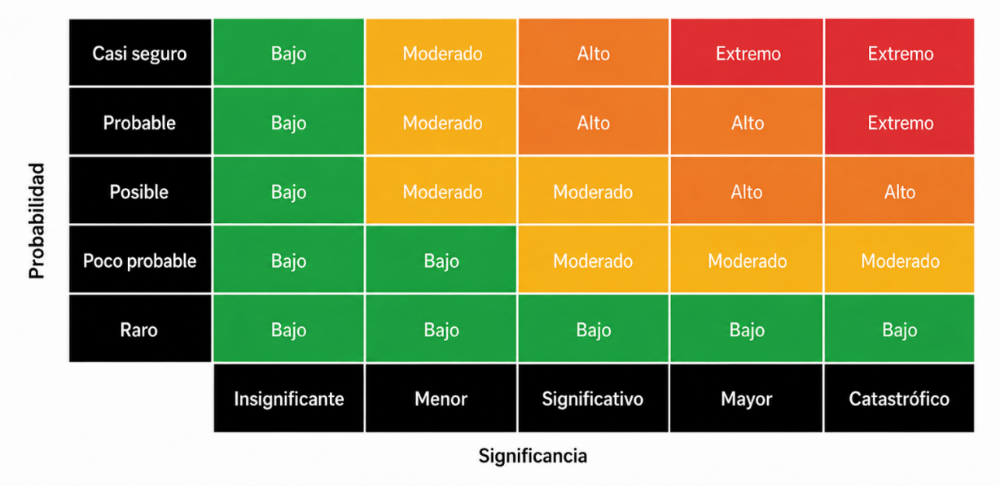 Probabilidad
Casi seguro Bajo Moderado Alto Extremo Extremo
Probable Bajo Moderado Alto Alto Extremo
Posible Bajo Moderado Moderado Alto Alto
Poco probable Bajo Bajo Moderado Moderado Moderado
Raro Bajo Bajo Bajo Bajo Bajo
Insignificante Menor Significativo Mayor Catastrófico
Significancia